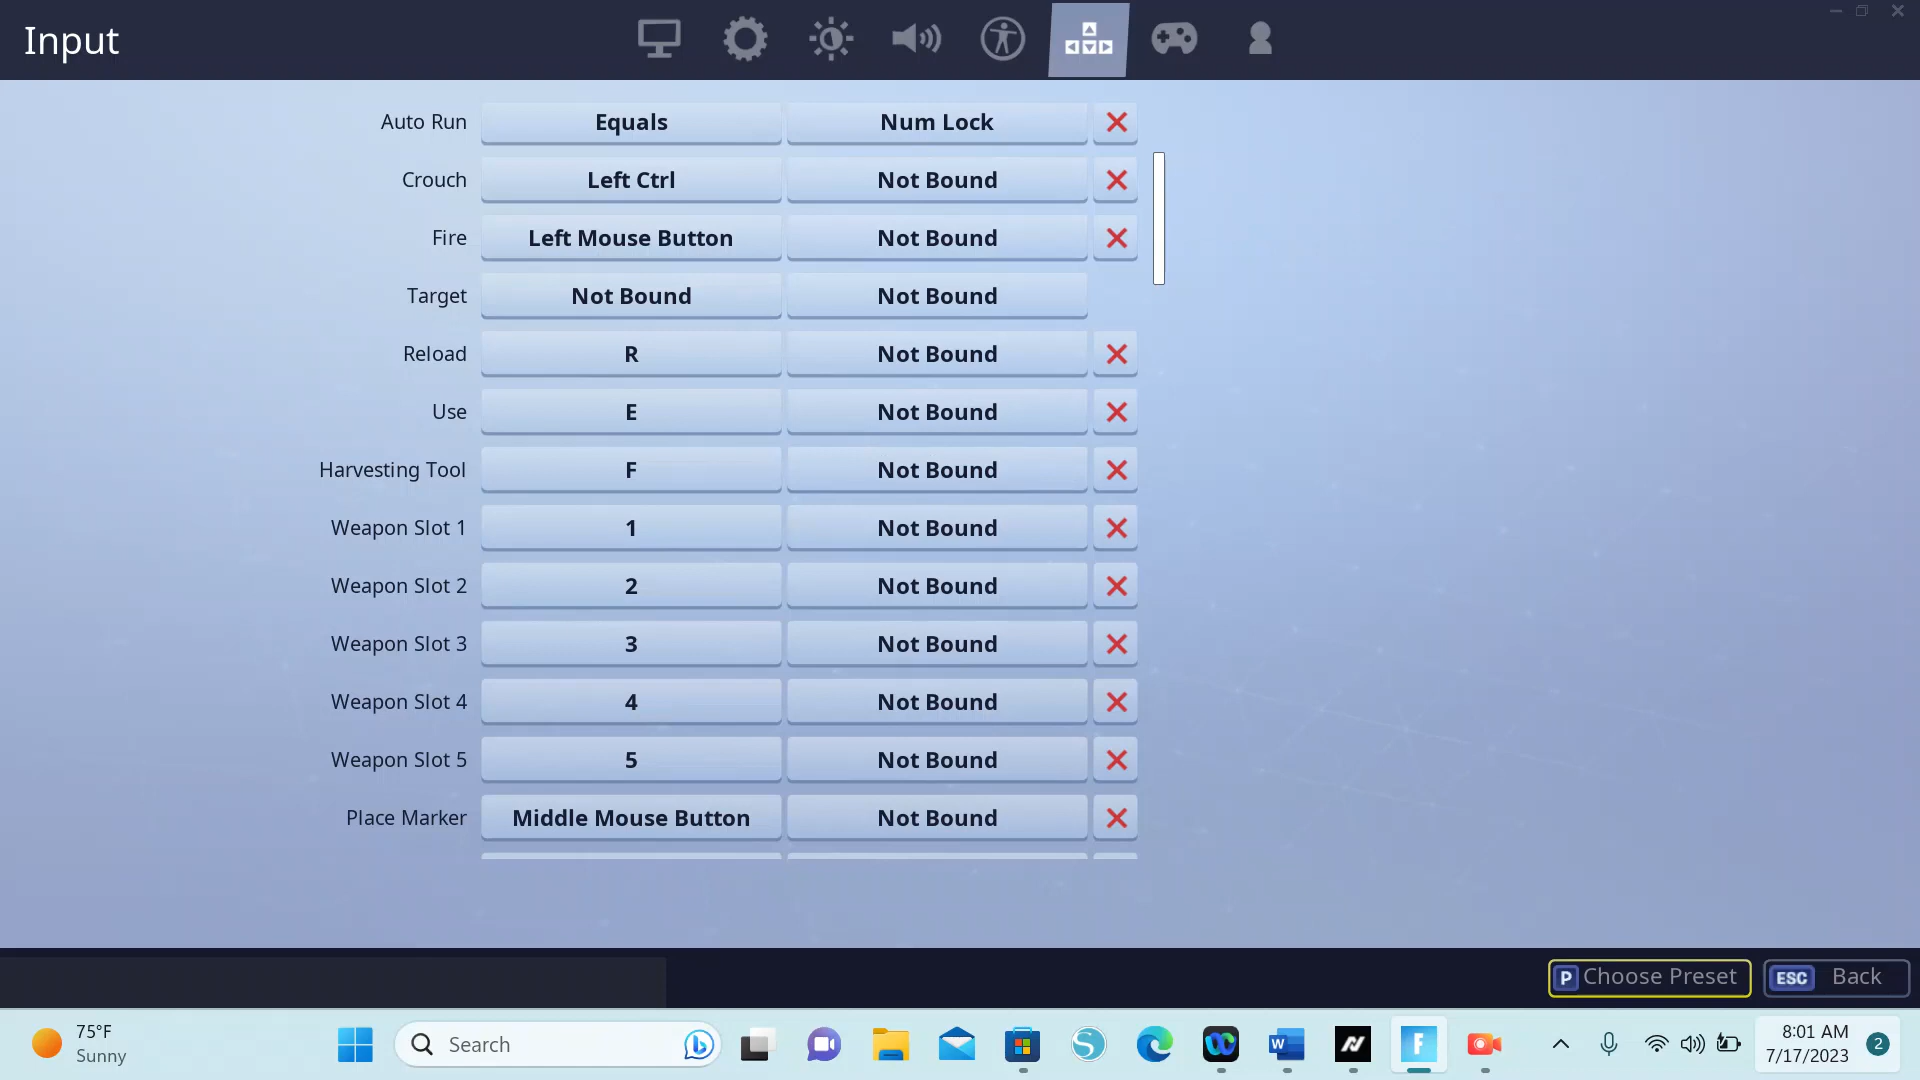 Input
Auto Run Equals Num Lock
Crouch Left Ctrl Not Bound
Fire Left Mouse Button Not Bound
Target Not Bound Not Bound
Reload R Not Bound
Use E Not Bound
Harvesting Tool F Not Bound
Weapon Slot 1 1 Not Bound
Weapon Slot 2 2 Not Bound
Weapon Slot 3 3 Not Bound
Weapon Slot 4 4 Not Bound
Weapon Slot 5 5 Not Bound
Place Marker Middle Mouse Button Not Bound
P Choose Preset ESC Back
75°F
Sunny
Search
8:01 AM
7/17/2023
2